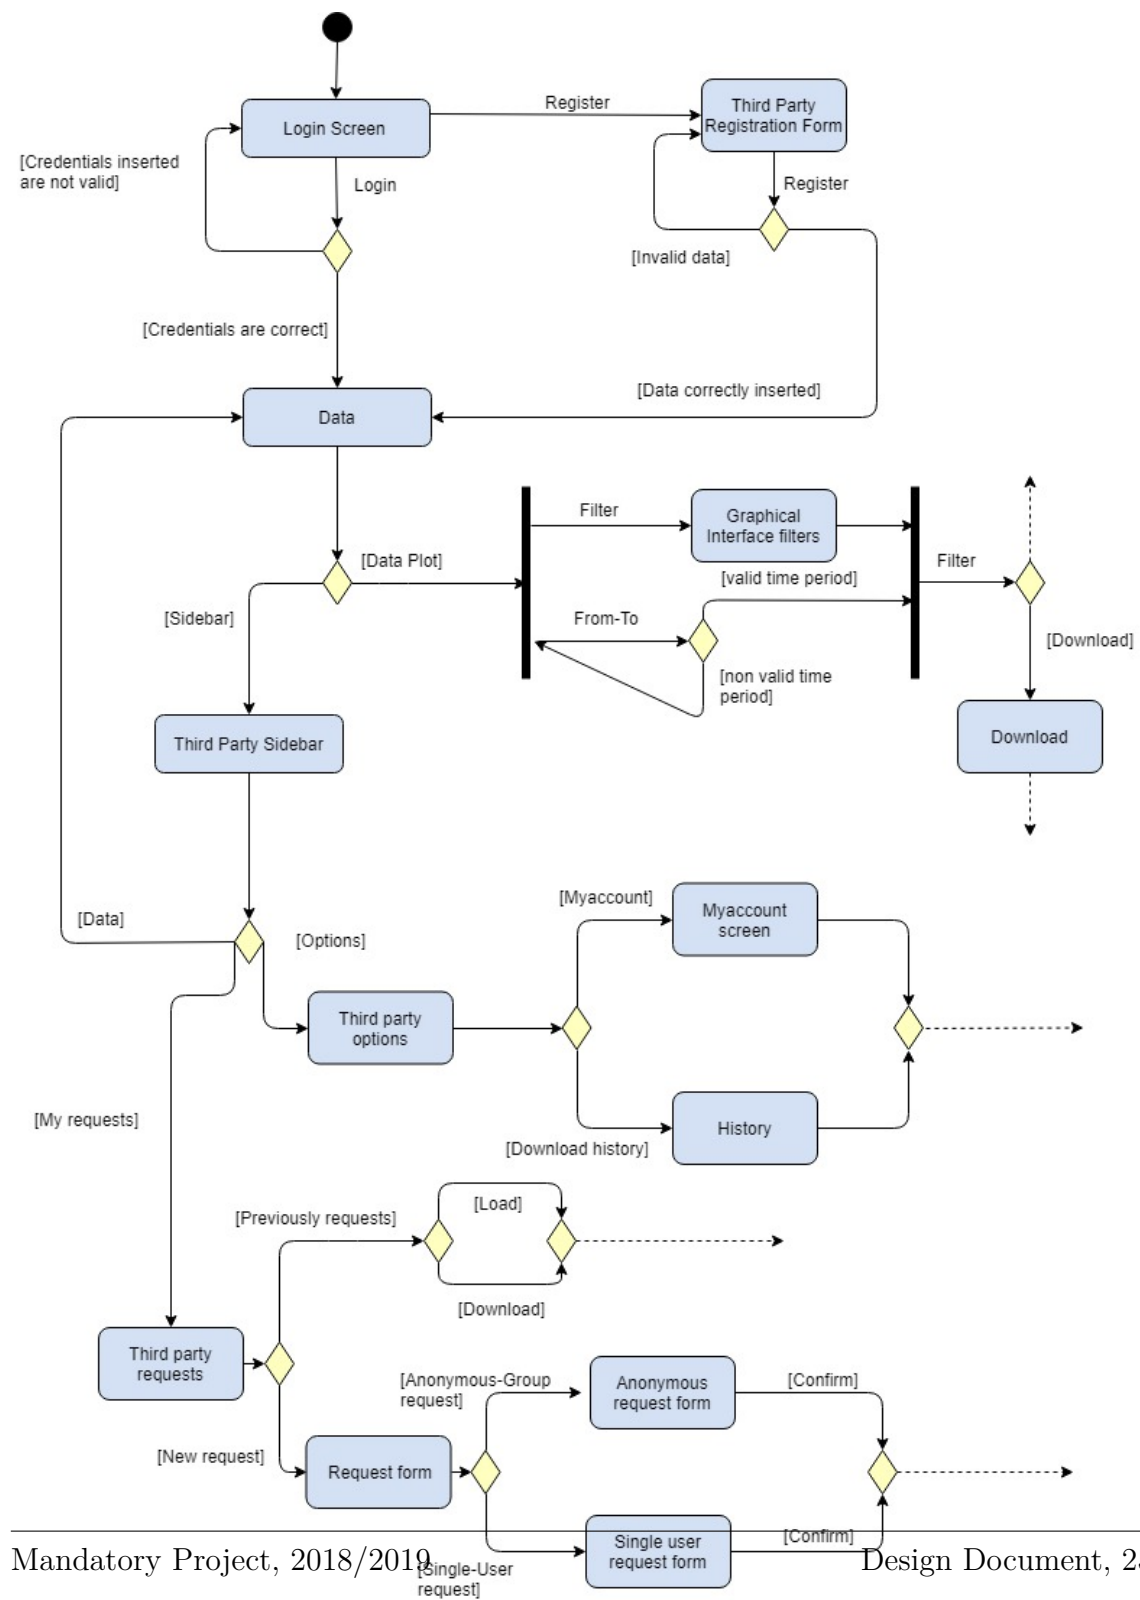 Register
Third Party
Registration Form
Login Screen
[Credentials inserted
are not valid]
Login
Register
[Invalid data]
[Credentials are correct]
[Data correctly inserted]
Data
Filter
Graphical
Interface filters
[Data Plot]
Filter
[valid time period]
[Sidebar]
From-To
[Download]
[non valid time
period]
Third Party Sidebar
Download
[Myaccount]
Myaccount
screen
[Data]
[Options]
Third party
options
[My requests]
History
[Download history]
[Load]
[Previously requests]
[Download]
Third party
requests
[Anonymous-Group
request]
Anonymous
request form
[Confirm]
[New request]
Request form
Single user
request form
[Confirm]
Mandatory Project, 2018/2019
Design Document, 
[Single-User
request]